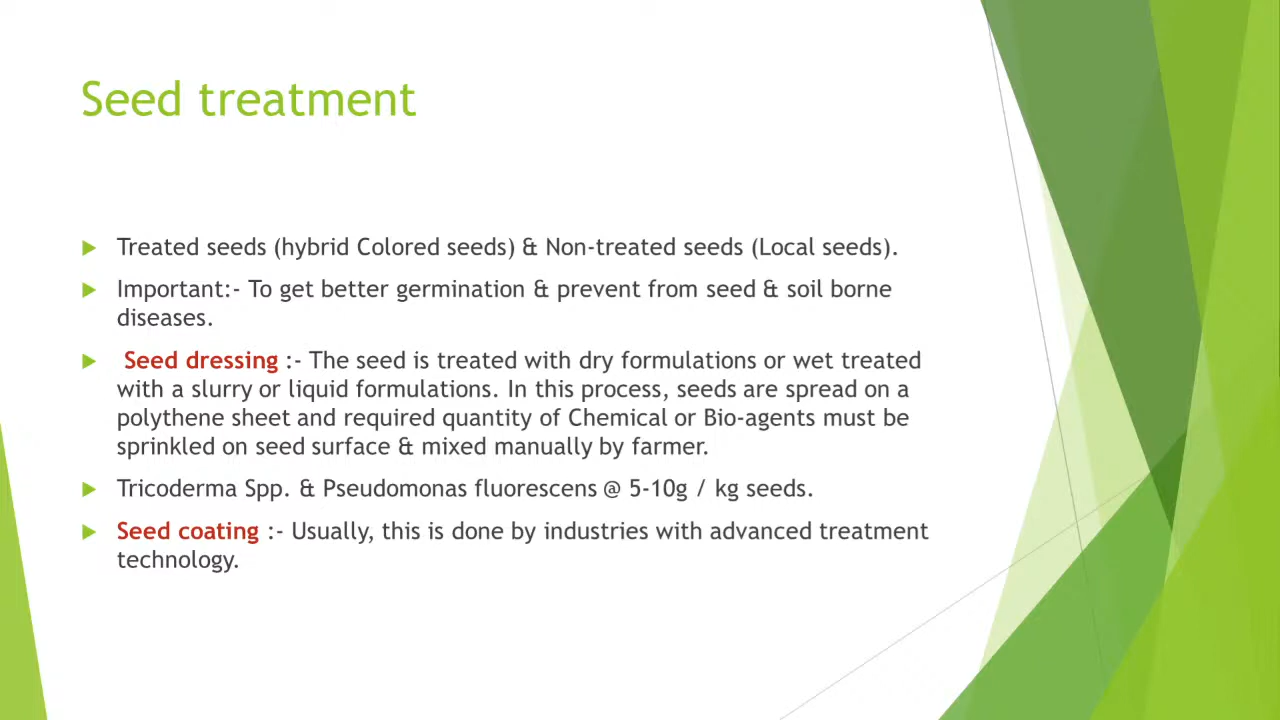 Seed treatment
Treated seeds (hybrid Colored seeds) & Non-treated seeds (Local seeds).
Important:- To get better germination & prevent from seed & soil borne
diseases.
Seed dressing :- The seed is treated with dry formulations or wet treated
with a slurry or liquid formulations. In this process, seeds are spread on a
polythene sheet and required quantity of Chemical or Bio-agents must be
sprinkled on seed surface & mixed manually by farmer.
Tricoderma Spp. & Pseudomonas fluorescens @ 5-10g / kg seeds.
Seed coating :- Usually, this is done by industries with advanced treatment
technology.